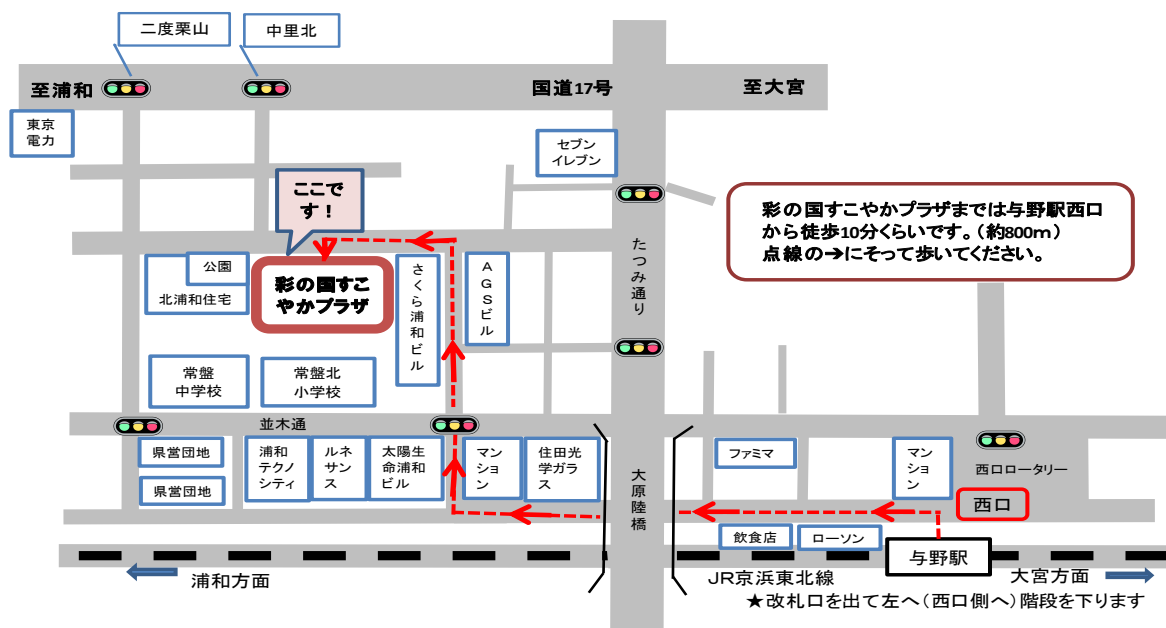 二度栗山
中里北
至浦和
国道17号
至大宮
東京
電力
セブン
イレブン
ここで
す！
彩の国すこやかプラザまでは与野駅西口
から徒歩10分くらいです。（約800ｍ）
点線の→にそって歩いてください。
たつみ通り
公園
北浦和住宅
彩の国すこ
やかプラザ
さくら浦和ビル
ＡＧＳビル
常盤
中学校
常盤北
小学校
並木通
県営団地
県営団地
浦和
テクノ
シティ
ルネ
サン
ス
太陽生
命浦和
ビル
マンション
住田光
学ガラ
ス
大原陸橋
ファミマ
マンション
西口ロータリー
西口
飲食店
ローソン
与野駅
浦和方面
JR京浜東北線
大宮方面
★改札口を出て左へ（西口側へ）階段を下ります